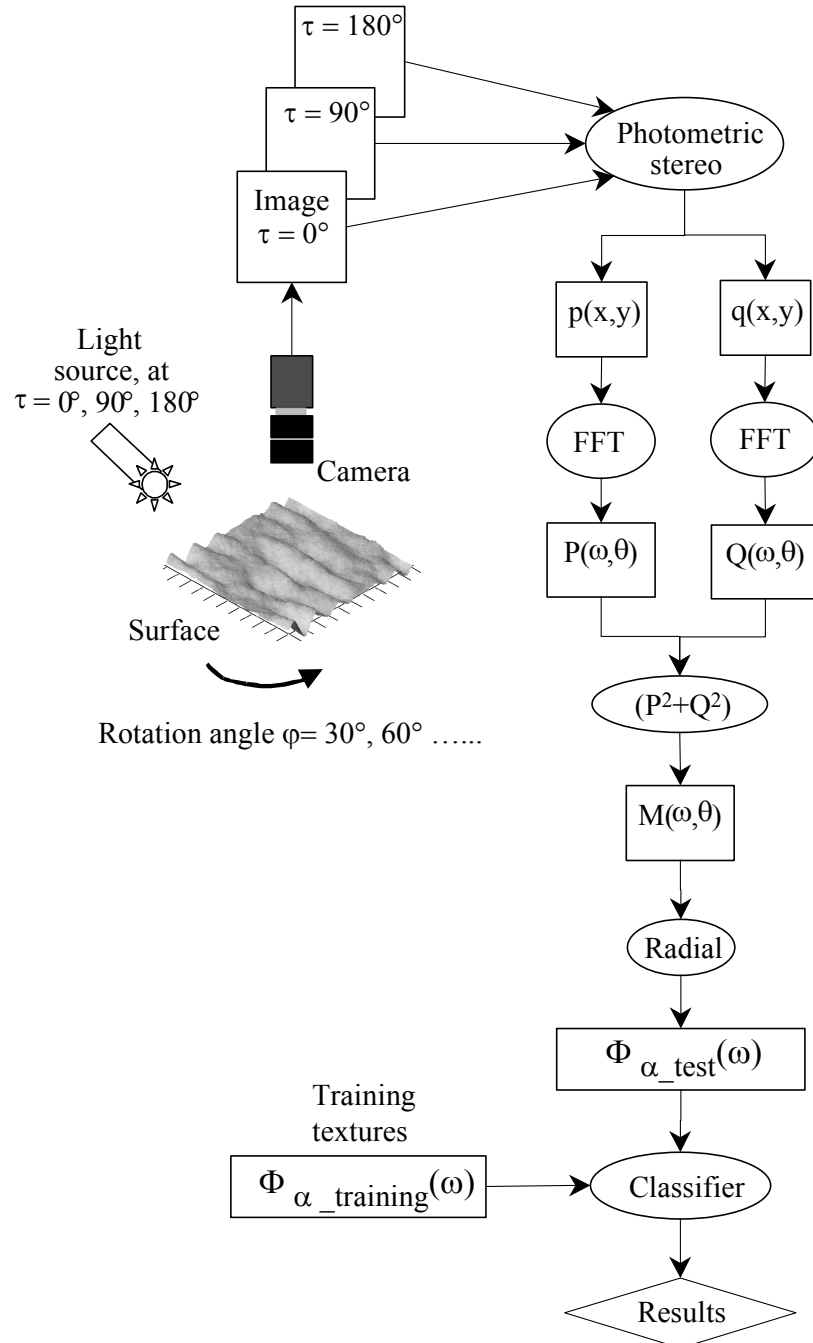 τ = 180°
τ = 90°
Image
τ = 0°
Photometric
stereo
p(x,y)
q(x,y)
Light
source, at
τ = 0°, 90°, 180°
FFT
FFT
Camera
P(ω,θ)
Q(ω,θ)
Surface
(P²+Q²)
Rotation angle φ= 30°, 60° …...
M(ω,θ)
Radial
Φ α_test(ω)
Training
textures
Φ α _training(ω)
Classifier
Results